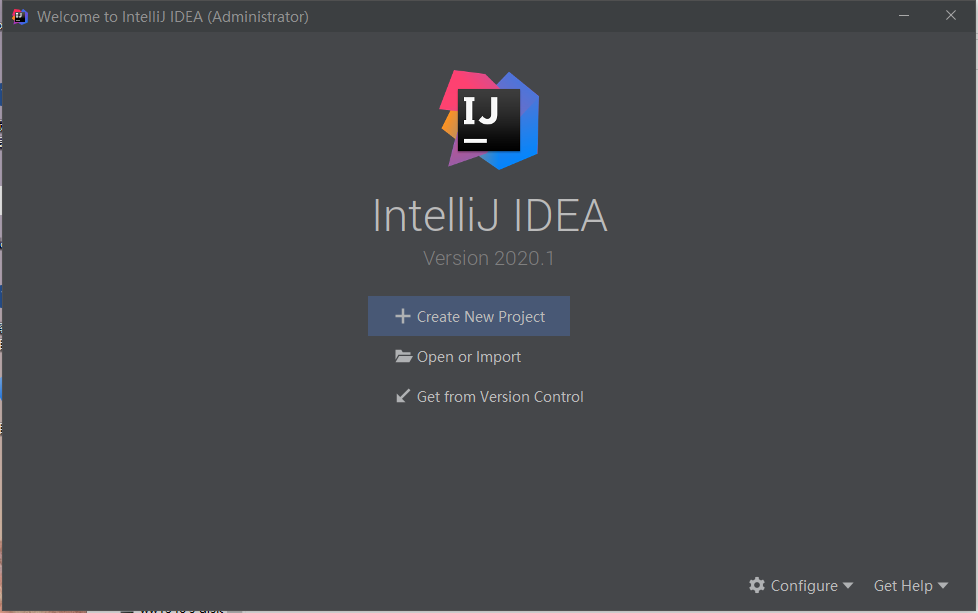 Welcome to IntelliJ IDEA (Administrator)
IJ
IntelliJ IDEA
Version 2020.1
Create New Project
Open or Import
Get from Version Control
Configure
Get Help